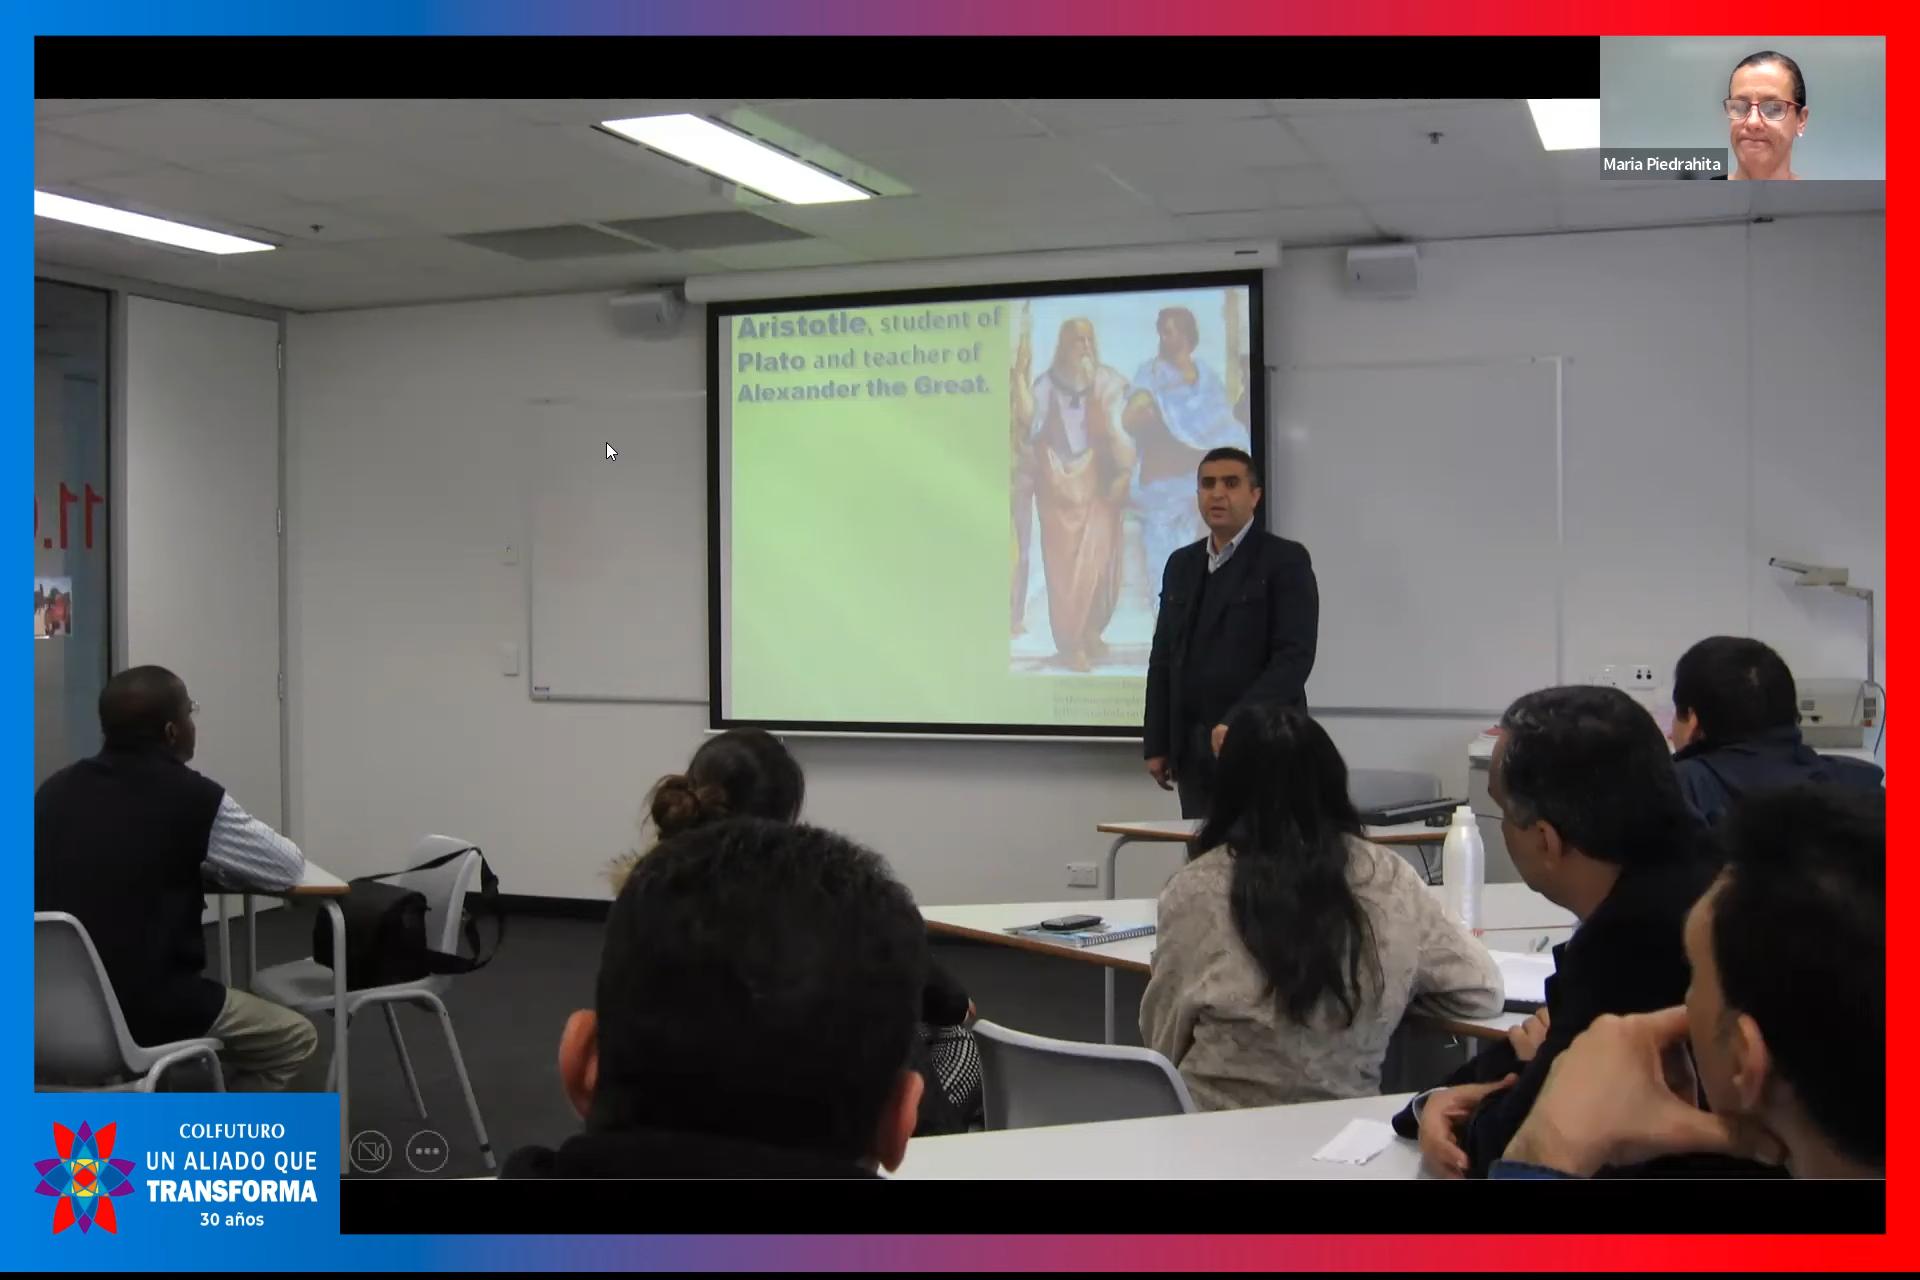 Maria Piedrahita
Aristotle, student of
Plato and teacher of
Alexander the Great.
11.
COLFUTURO
UN ALIADO QUE
TRANSFORMA
30 años